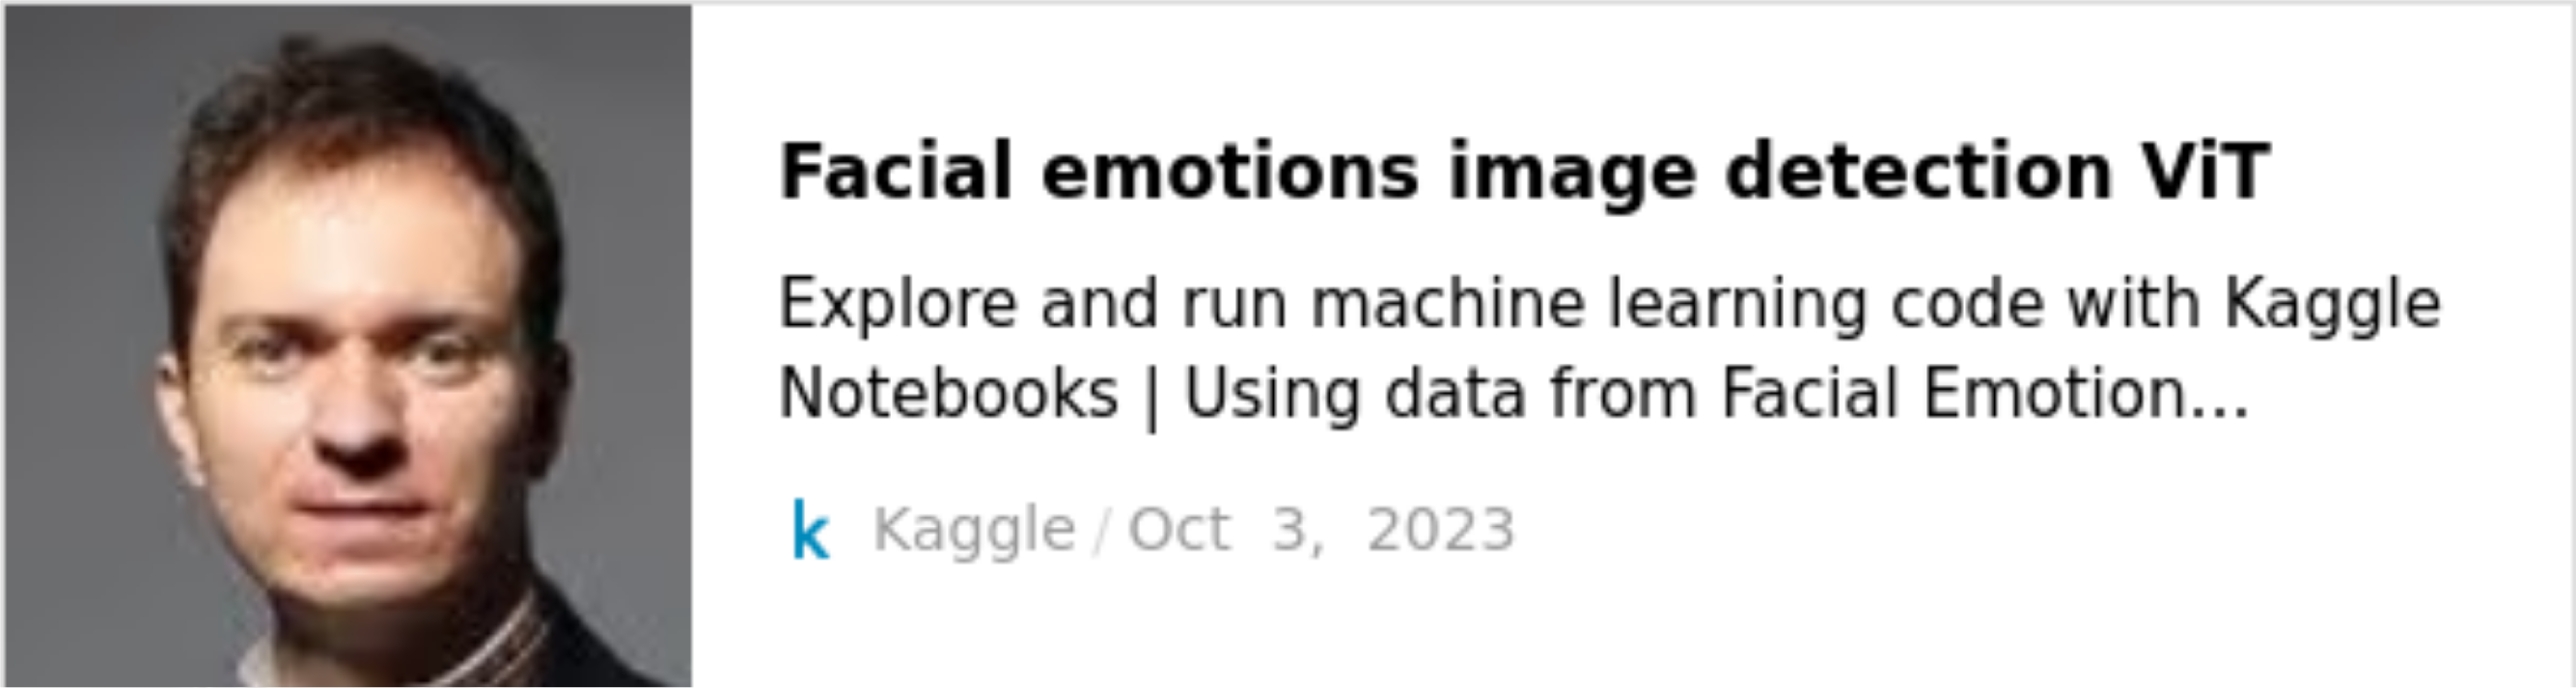 Facial emotions image detection ViT
Explore and run machine learning code with Kaggle
Notebooks | Using data from Facial Emotion...
k Kaggle / Oct 3, 2023